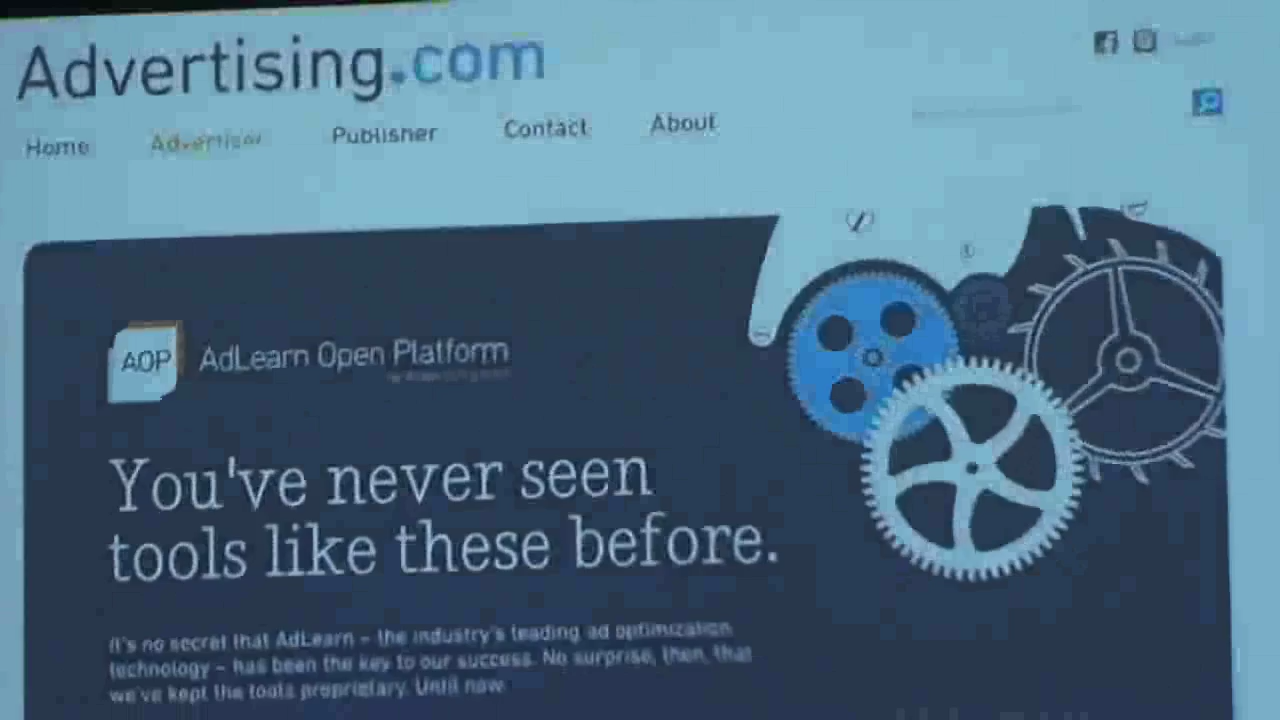 Advertising.com
Home Advertiser Publisher Contact About
AOP AdLearn Open Platform
You've never seen
tools like these before.
It's no secret that AdLearn – the industry's leading ad optimization
technology – has been the key to our success. No surprise, then, that
we've kept the tools proprietary. Until now.